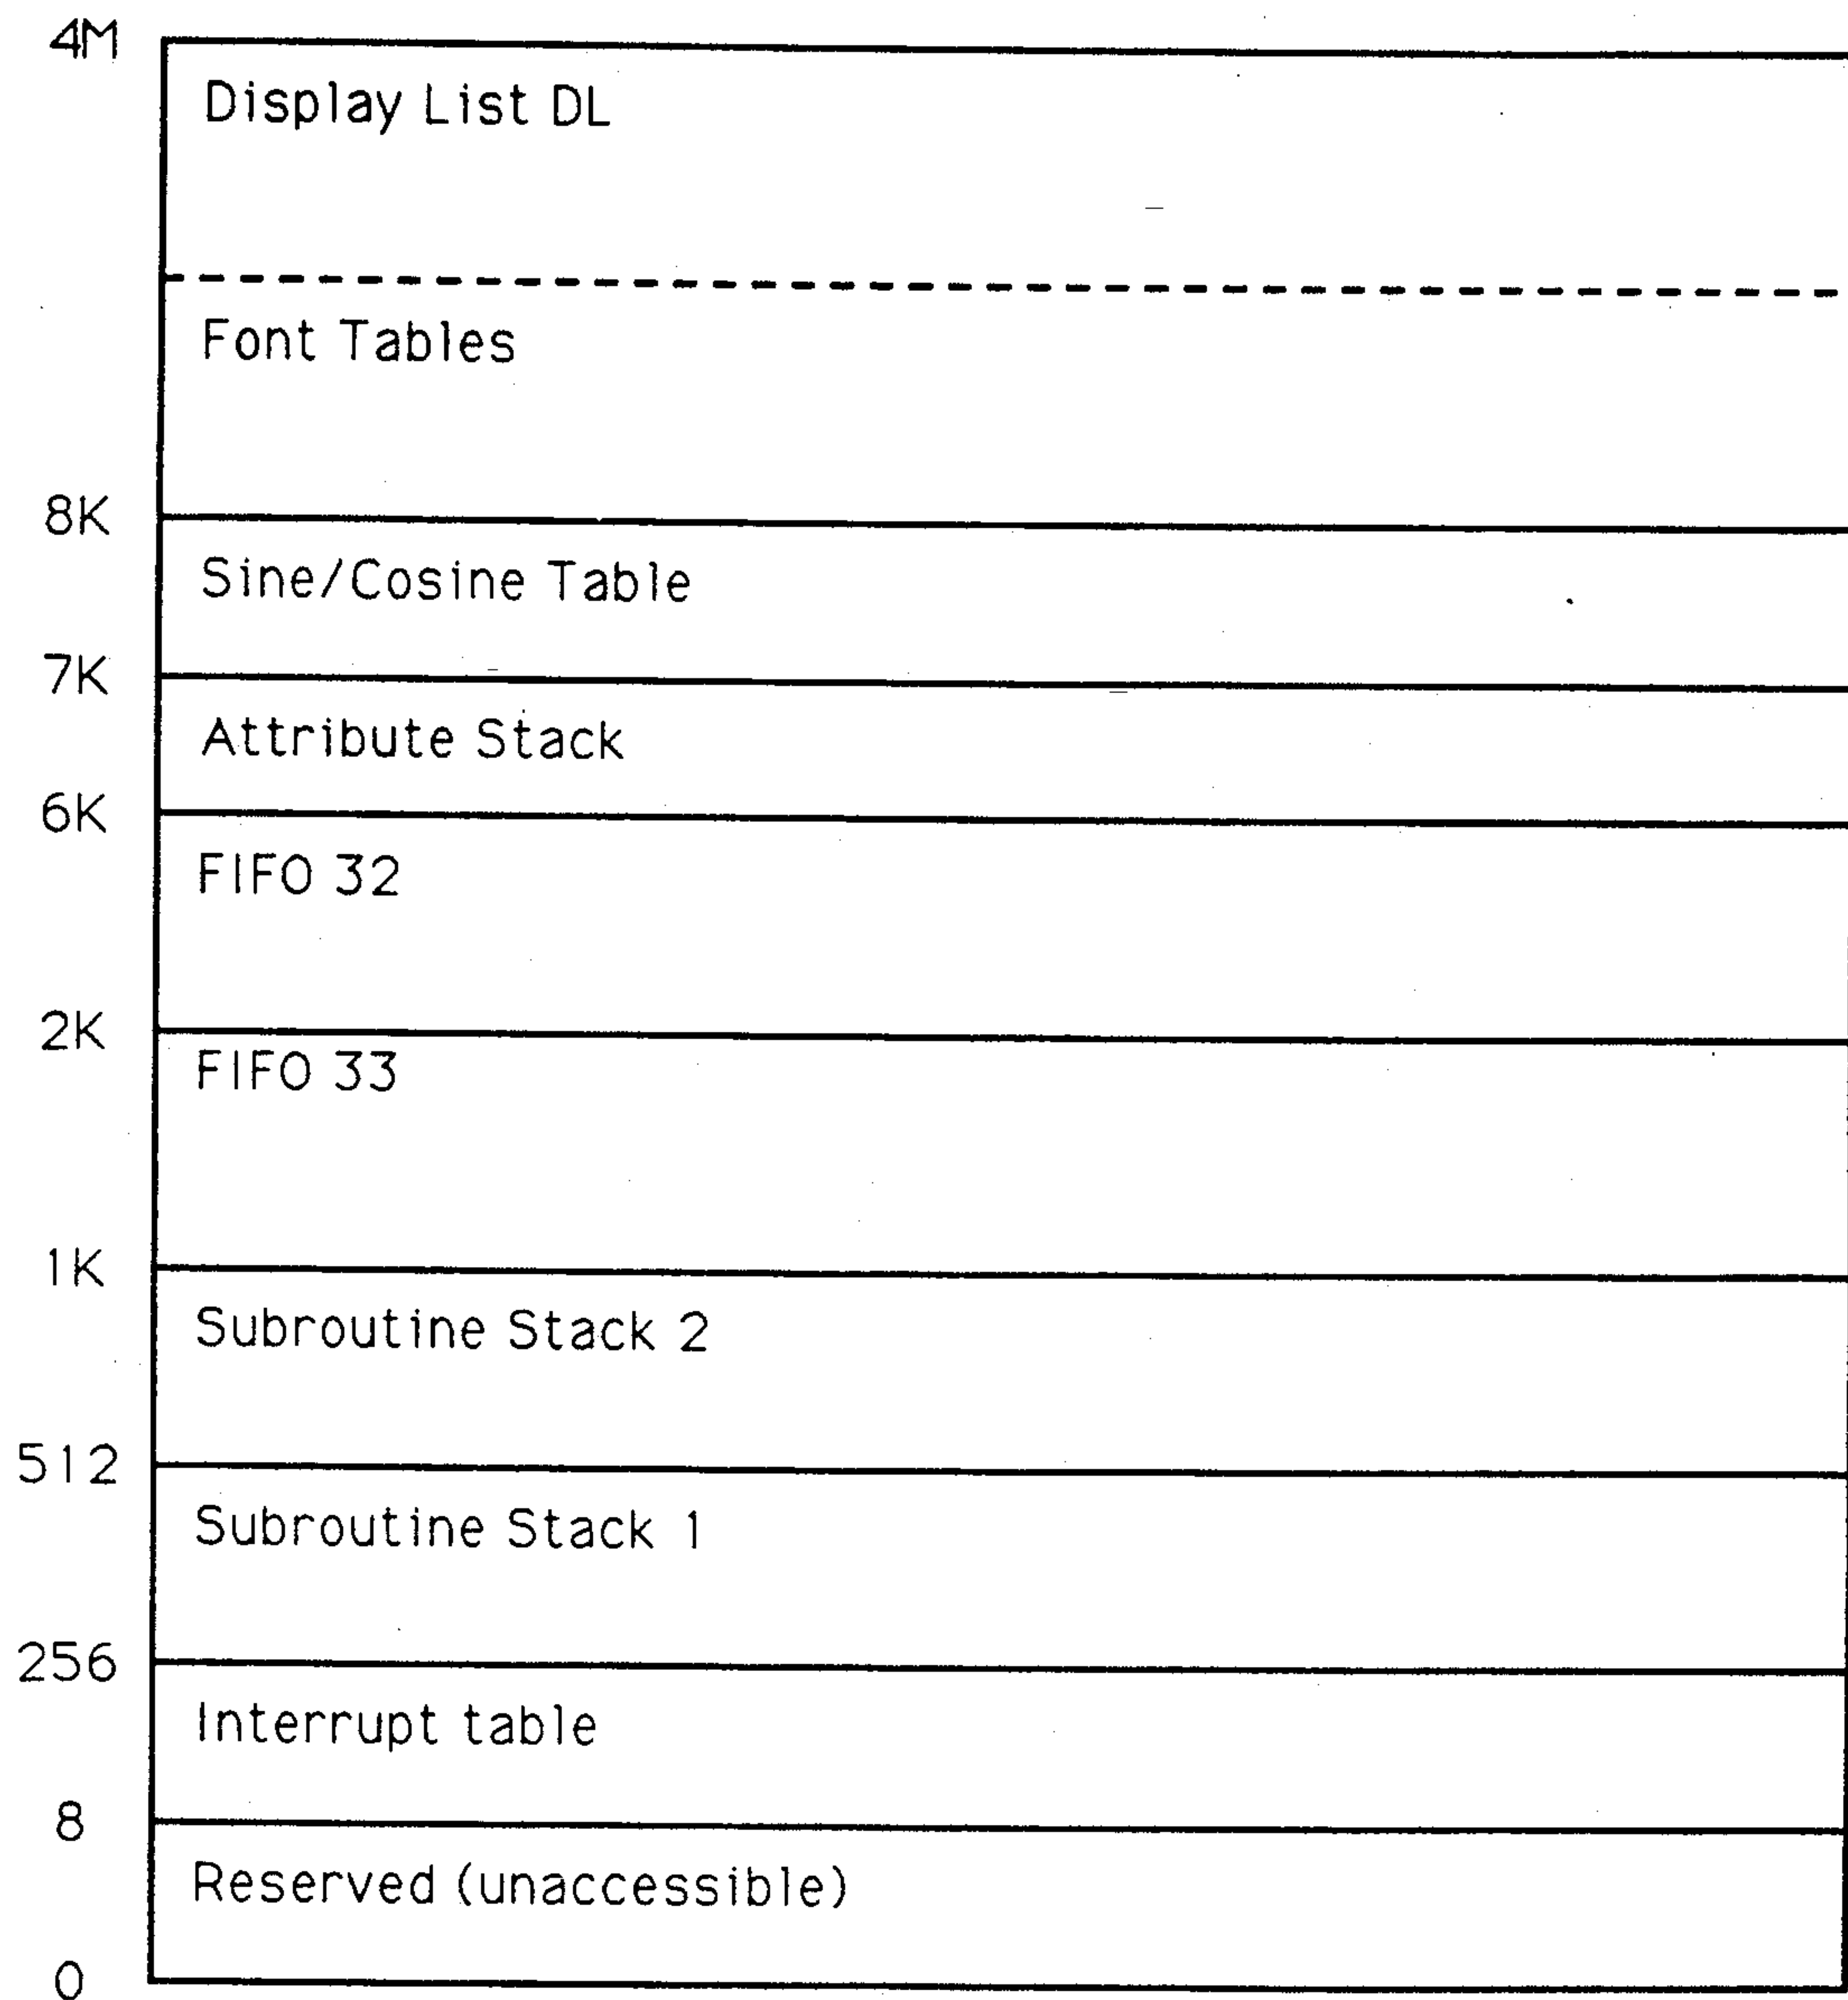 4M
Display List DL
Font Tables
8K
Sine/Cosine Table
7K
Attribute Stack
6K
FIFO 32
2K
FIFO 33
1K
Subroutine Stack 2
512
Subroutine Stack 1
256
Interrupt table
8
Reserved (unaccessible)
0